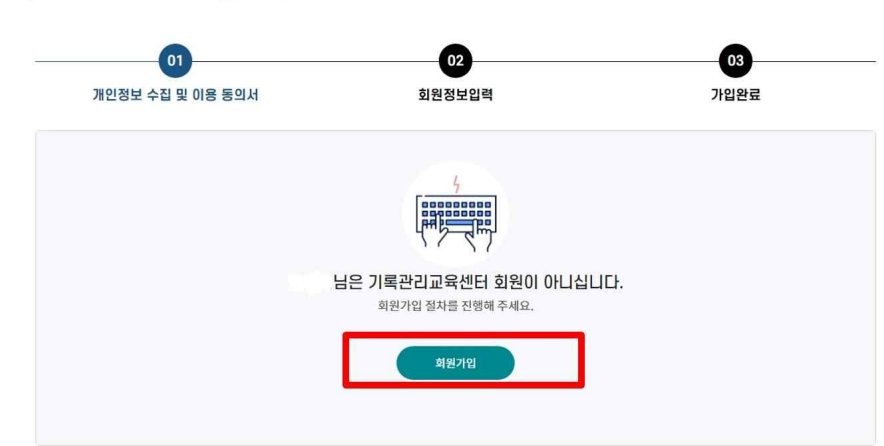 01
02
03
개인정보 수집 및 이용 동의서
회원정보입력
가입완료
님은 기록관리교육센터 회원이 아니십니다.
회원가입 절차를 진행해 주세요.
회원가입